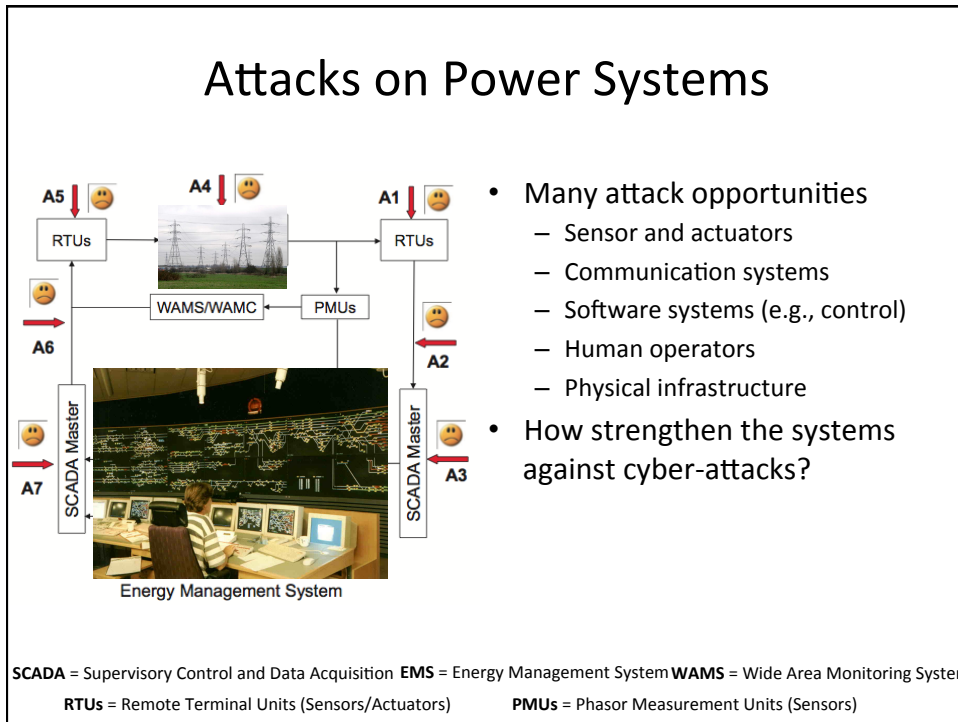 Attacks on Power Systems
A5
A4
A1
RTUs
RTUs
WAMS/WAMC
PMUs
A6
A2
SCADA Master
SCADA Master
A7
A3
Energy Management System
• Many attack opportunities
– Sensor and actuators
– Communication systems
– Software systems (e.g., control)
– Human operators
– Physical infrastructure
• How strengthen the systems
against cyber-attacks?
SCADA = Supervisory Control and Data Acquisition EMS = Energy Management System WAMS = Wide Area Monitoring System
RTUs = Remote Terminal Units (Sensors/Actuators) PMUs = Phasor Measurement Units (Sensors)